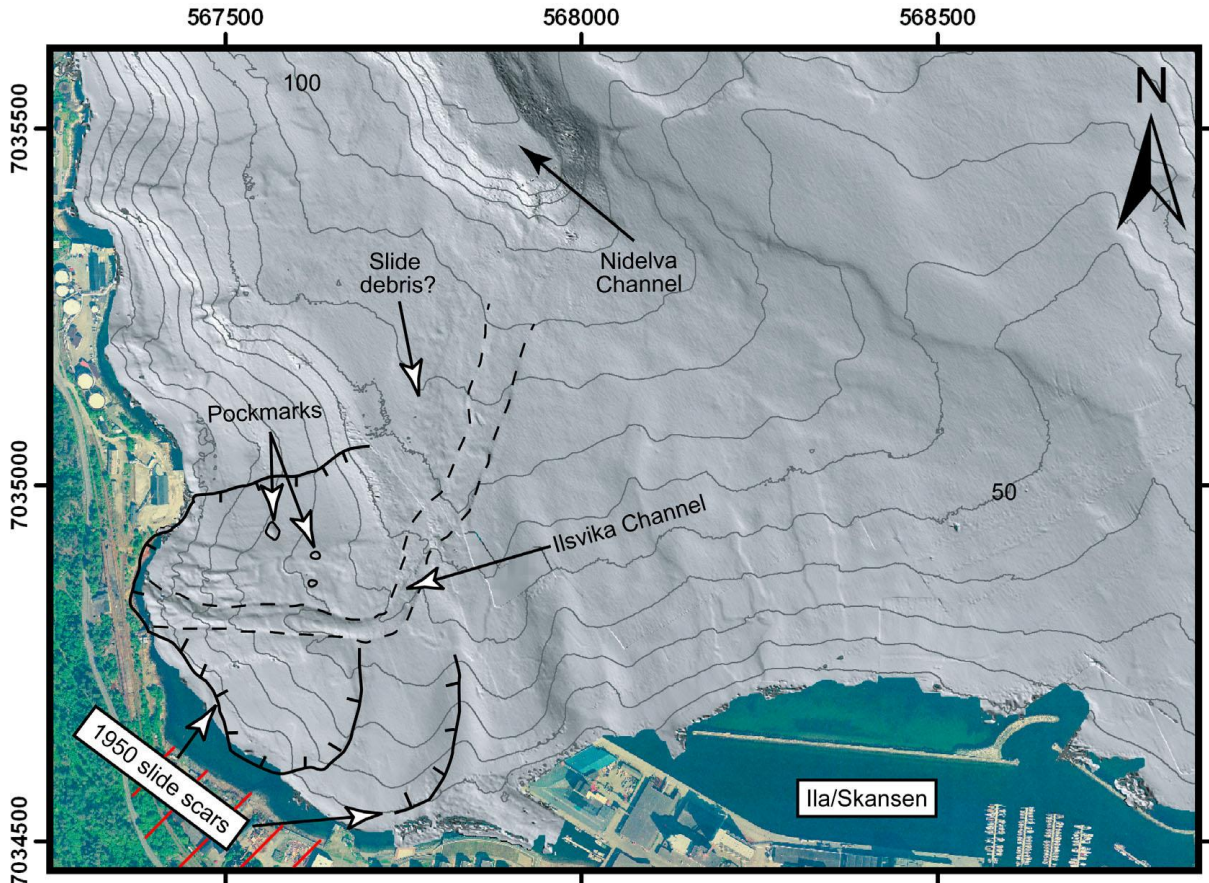 567500
568000
568500
7035500
7035000
7034500
100
N
Nidelva
Channel
Slide
debris?
Pockmarks
50
Ilsvika Channel
1950 slide scars
Ila/Skansen